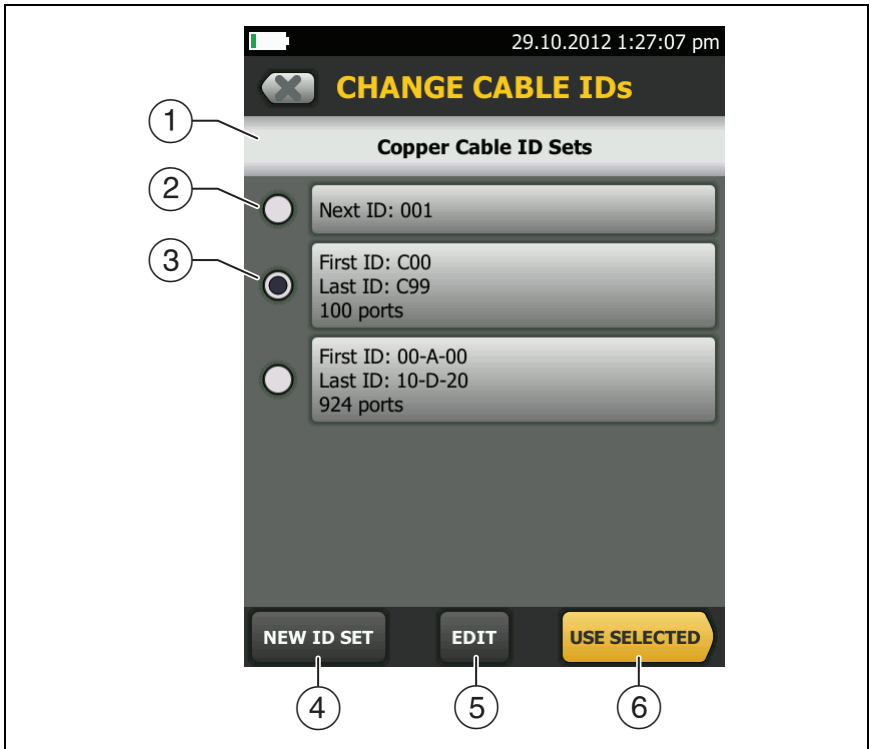 29.10.2012 1:27:07 pm
CHANGE CABLE IDs
1
Copper Cable ID Sets
2
Next ID: 001
3
First ID: C00
Last ID: C99
100 ports
First ID: 00-A-00
Last ID: 10-D-20
924 ports
NEW ID SET EDIT USE SELECTED
4 5 6